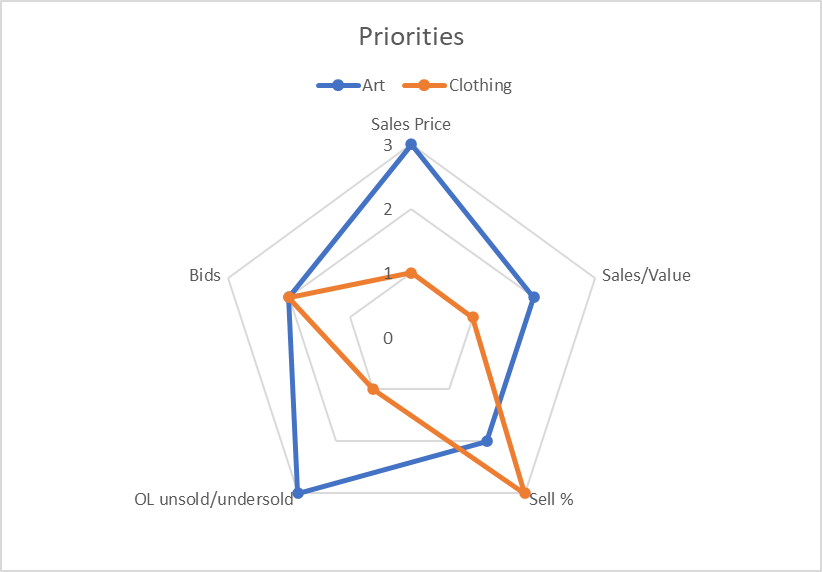 Priorities
Art Clothing
Sales Price
3
2
Bids 1 Sales/Value
0
OL unsold/undersold Sell %